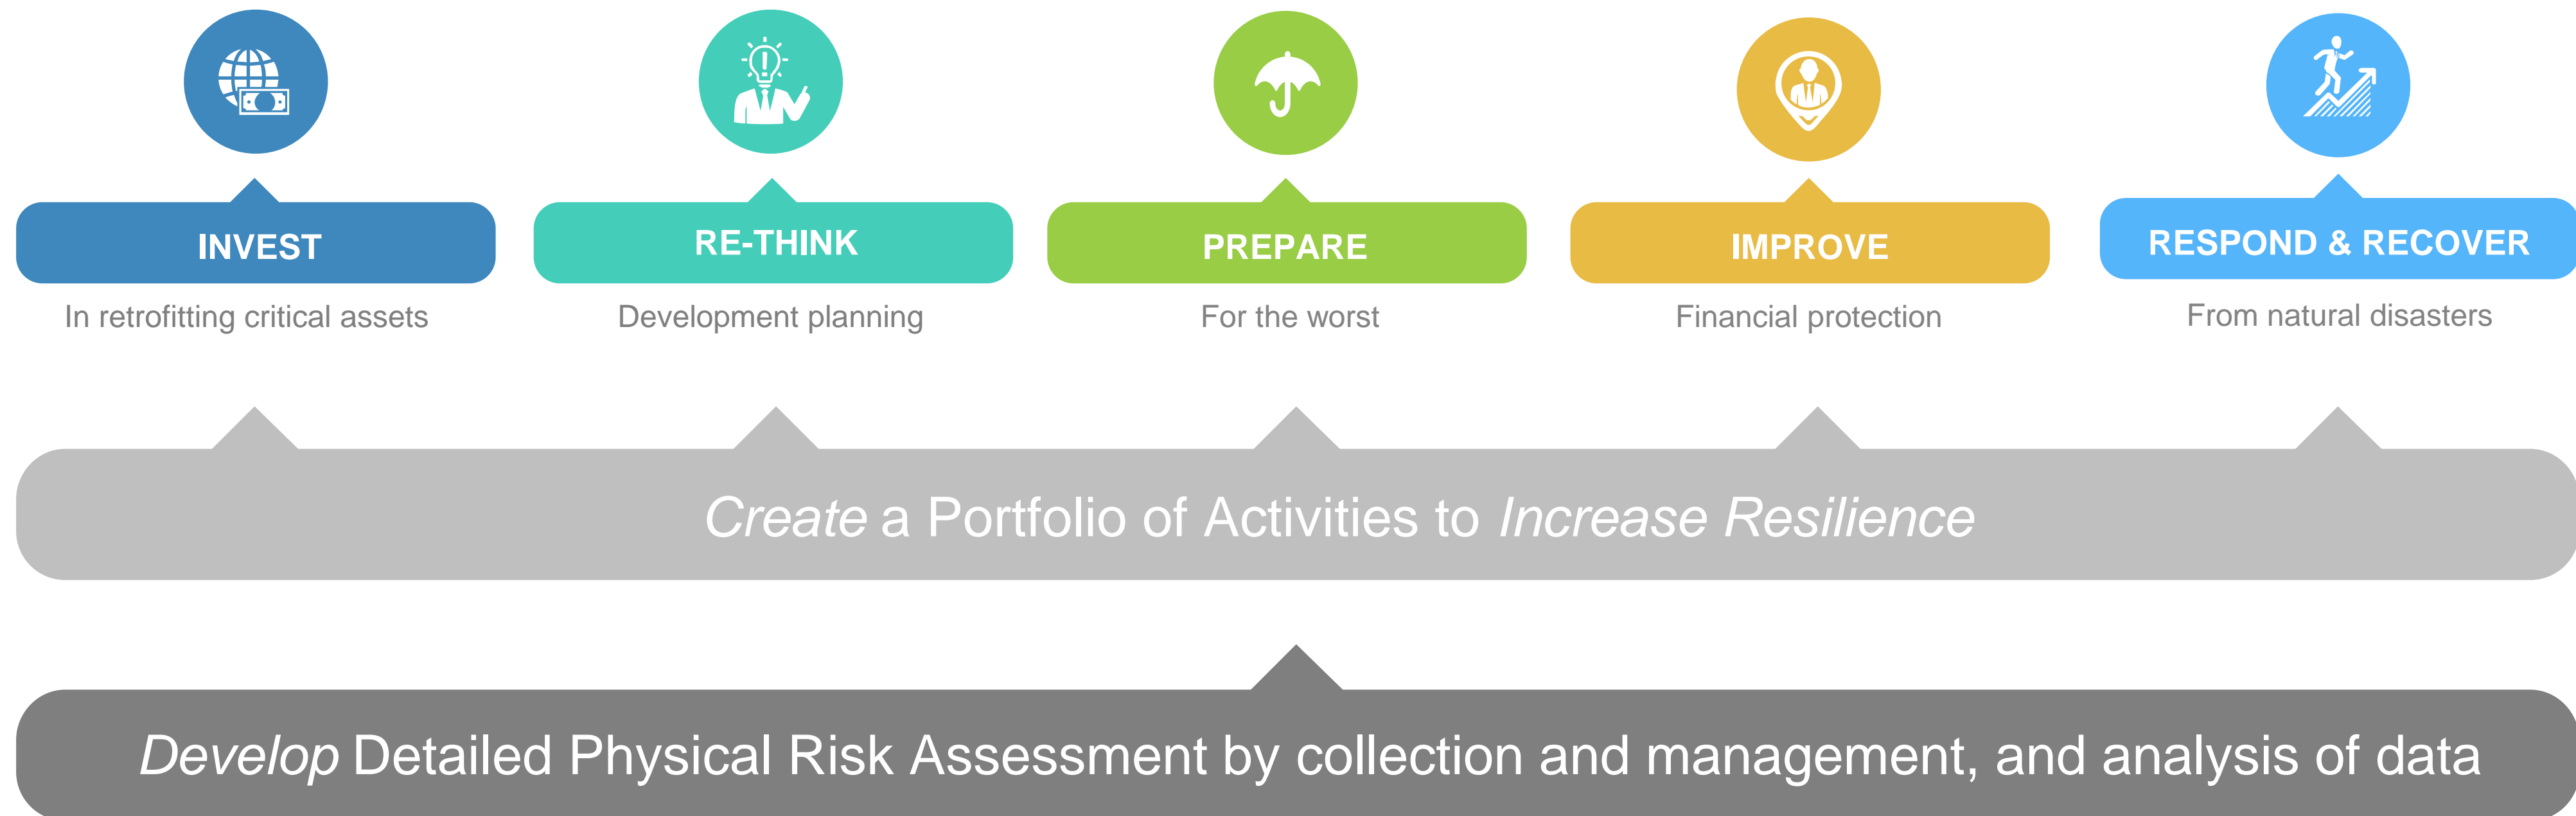 INVEST
RE-THINK
PREPARE
IMPROVE
RESPOND & RECOVER
In retrofitting critical assets
Development planning
For the worst
Financial protection
From natural disasters
Create a Portfolio of Activities to Increase Resilience
Develop Detailed Physical Risk Assessment by collection and management, and analysis of data